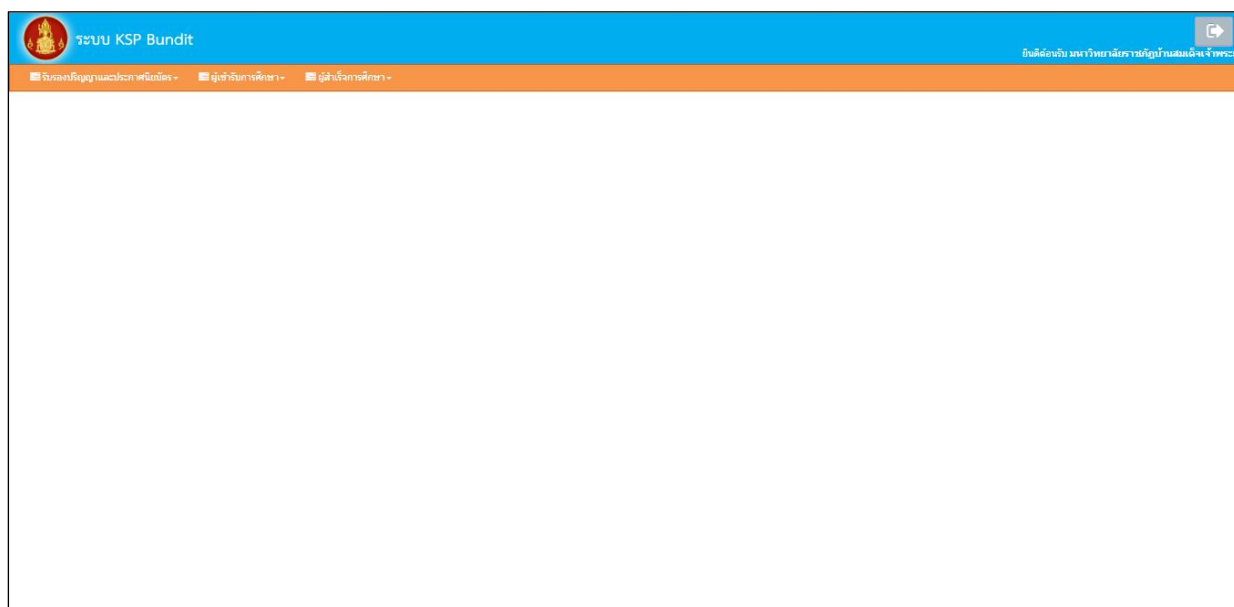 ระบบ KSP Bundit
ยินดีต้อนรับ มหาวิทยาลัยราชภัฏบ้านสมเด็จเจ้าพระ
รับรองปริญญาและประกาศนียบัตร ผู้เข้ารับการศึกษา ผู้สำเร็จการศึกษา